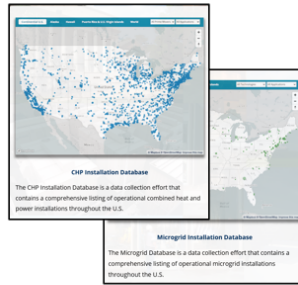 CHP Installation Database
The CHP Installation Database is a data collection effort that
contains a comprehensive listing of operational combined heat and
power installations throughout the U.S.
Microgrid Installation Database
The Microgrid Database is a data collection effort that contains a
comprehensive listing of operational microgrid installations
throughout the U.S.